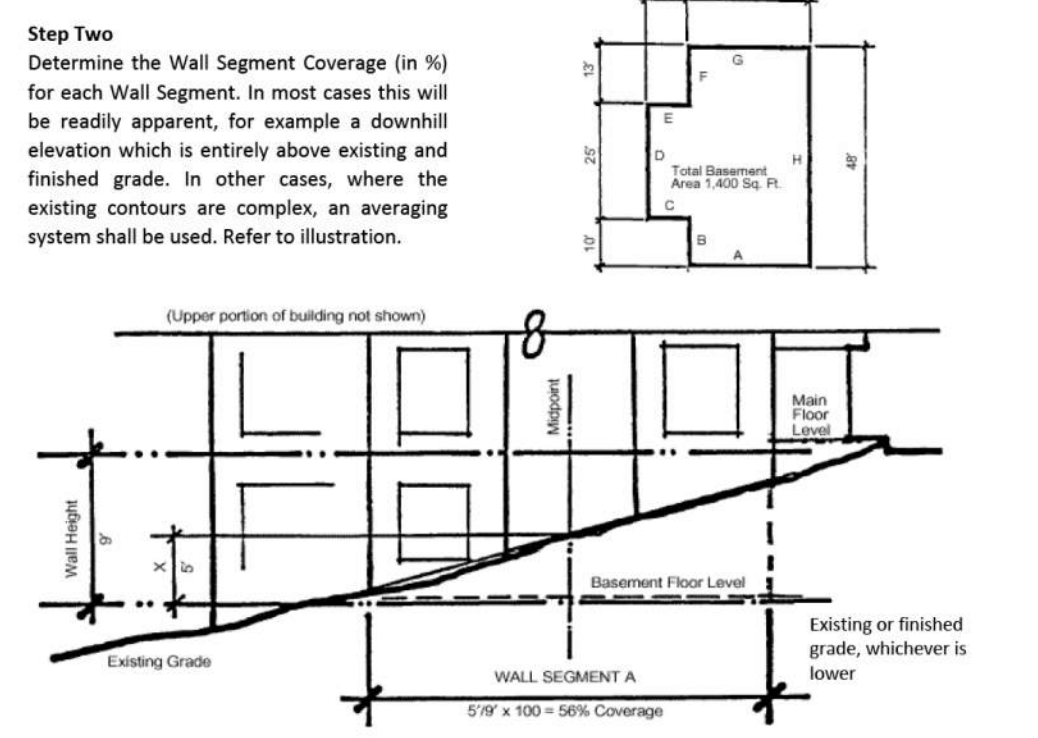 Step Two
Determine the Wall Segment Coverage (in %)
for each Wall Segment. In most cases this will
be readily apparent, for example a downhill
elevation which is entirely above existing and
finished grade. In other cases, where the
existing contours are complex, an averaging
system shall be used. Refer to illustration.
13'
25'
10'
G
F
E
D
Total Basement
Area 1,400 Sq. Ft.
H
C
B
A
48'
(Upper portion of building not shown)
8
Midpoint
Main
Floor
Level
Wall Height
9'
X
5'
Basement Floor Level
Existing Grade
Existing or finished
grade, whichever is
lower
WALL SEGMENT A
5'/9' x 100 = 56% Coverage